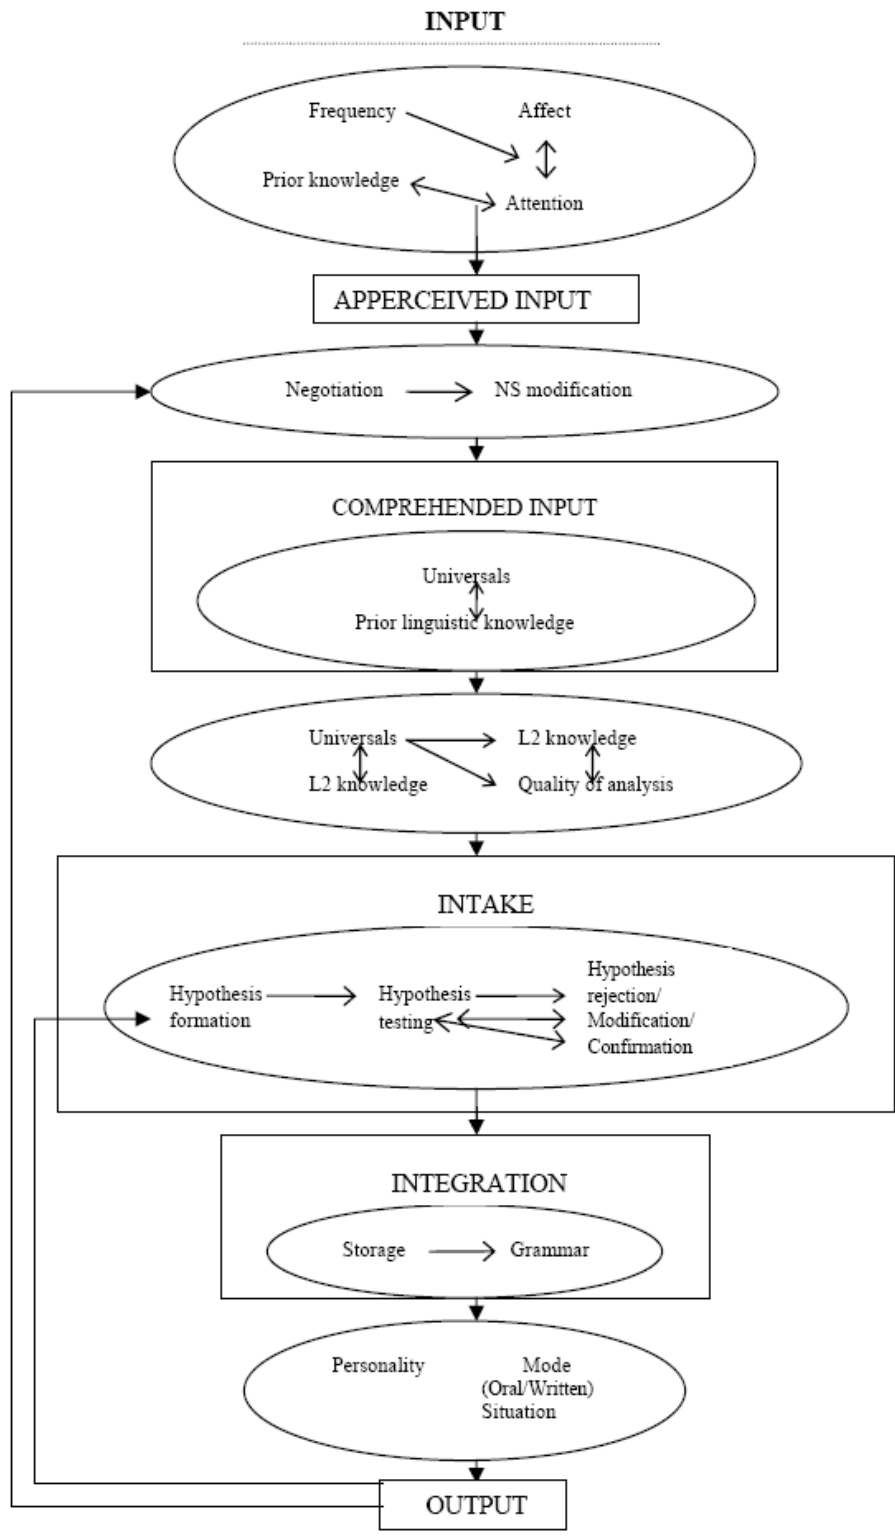 INPUT
Frequency Affect
Prior knowledge
Attention
APPERCEIVED INPUT
Negotiation NS modification
COMPREHENDED INPUT
Universals
Prior linguistic knowledge
Universals L2 knowledge
L2 knowledge Quality of analysis
INTAKE
Hypothesis
formation
Hypothesis
testing
Hypothesis
rejection/
Modification/
Confirmation
INTEGRATION
Storage Grammar
Personality Mode
(Oral/Written)
Situation
OUTPUT